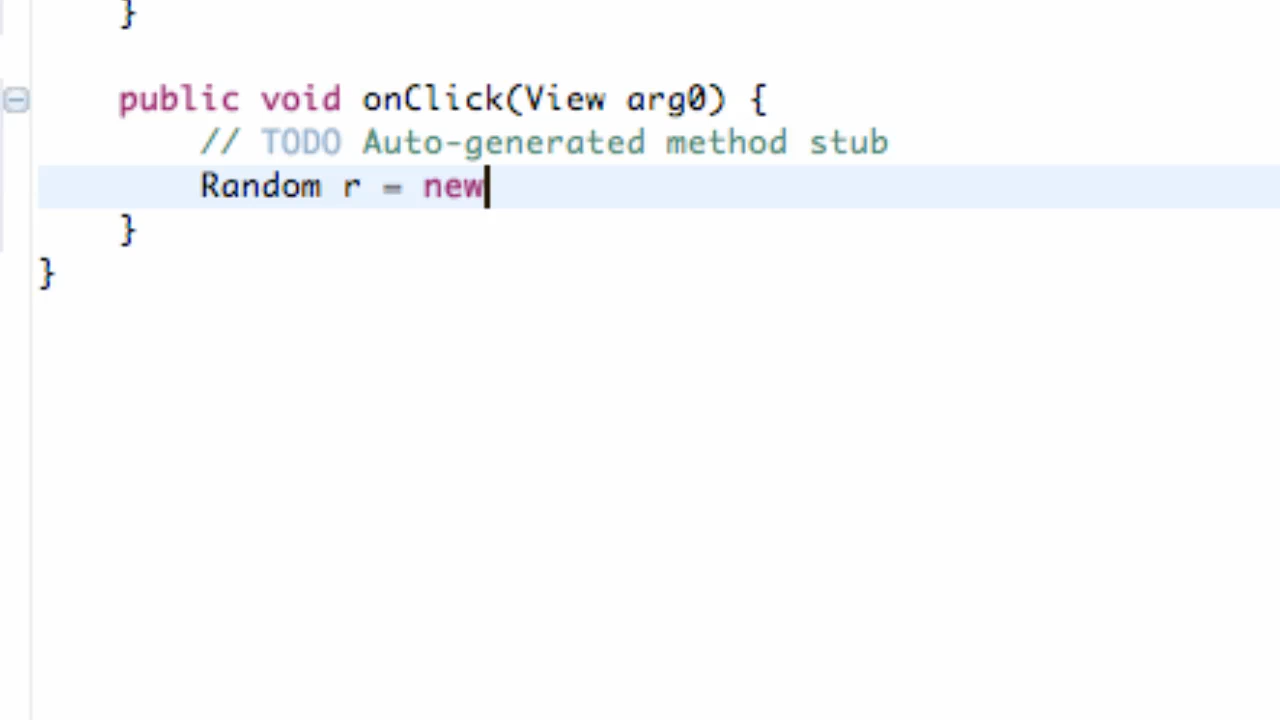 }
public void onClick(View arg0) {
// TODO Auto-generated method stub
Random r = new
}
}